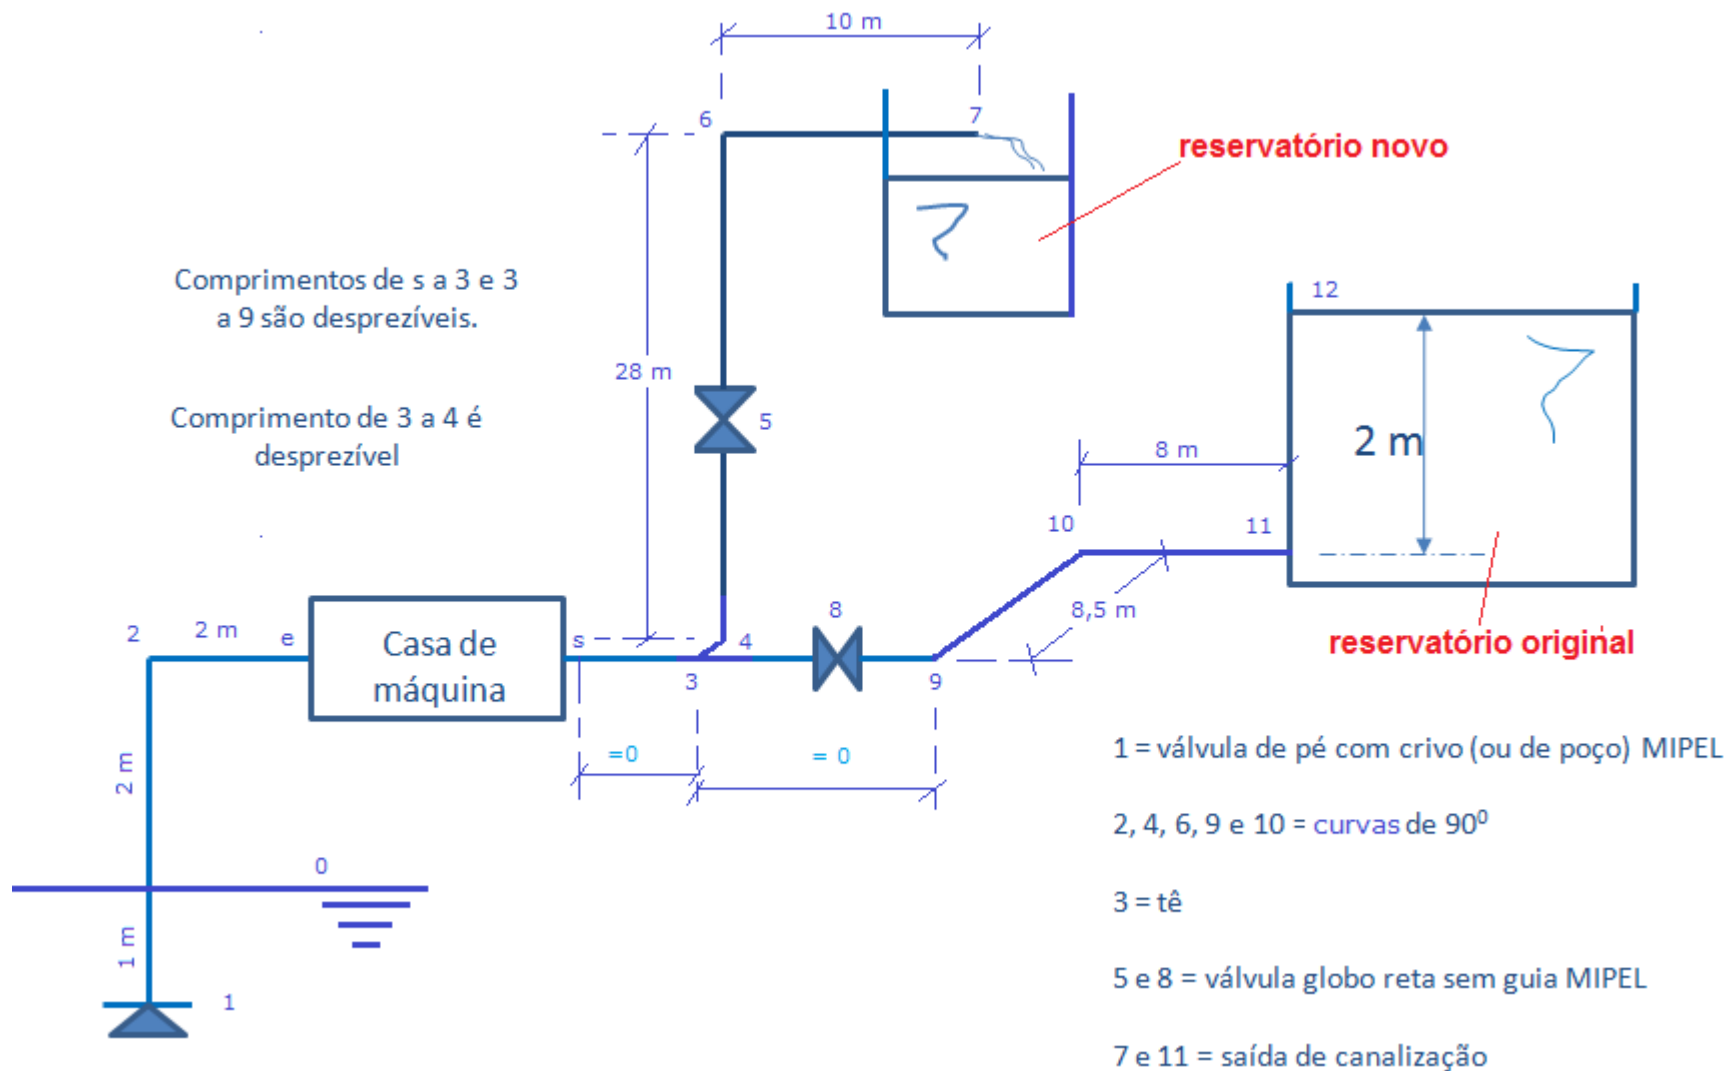 10 m
6
7
reservatório novo
Comprimentos de s a 3 e 3
a 9 são desprezíveis.
12
28 m
5
Comprimento de 3 a 4 é
desprezível
2 m
8 m
10
11
8,5 m
2
2 m
e
Casa de
máquina
s
4
8
reservatório original
3
9
=0
= 0
2 m
1 = válvula de pé com crivo (ou de poço) MIPEL
2, 4, 6, 9 e 10 = curvas de 90⁰
0
3 = tê
1 m
5 e 8 = válvula globo reta sem guia MIPEL
1
7 e 11 = saída de canalização